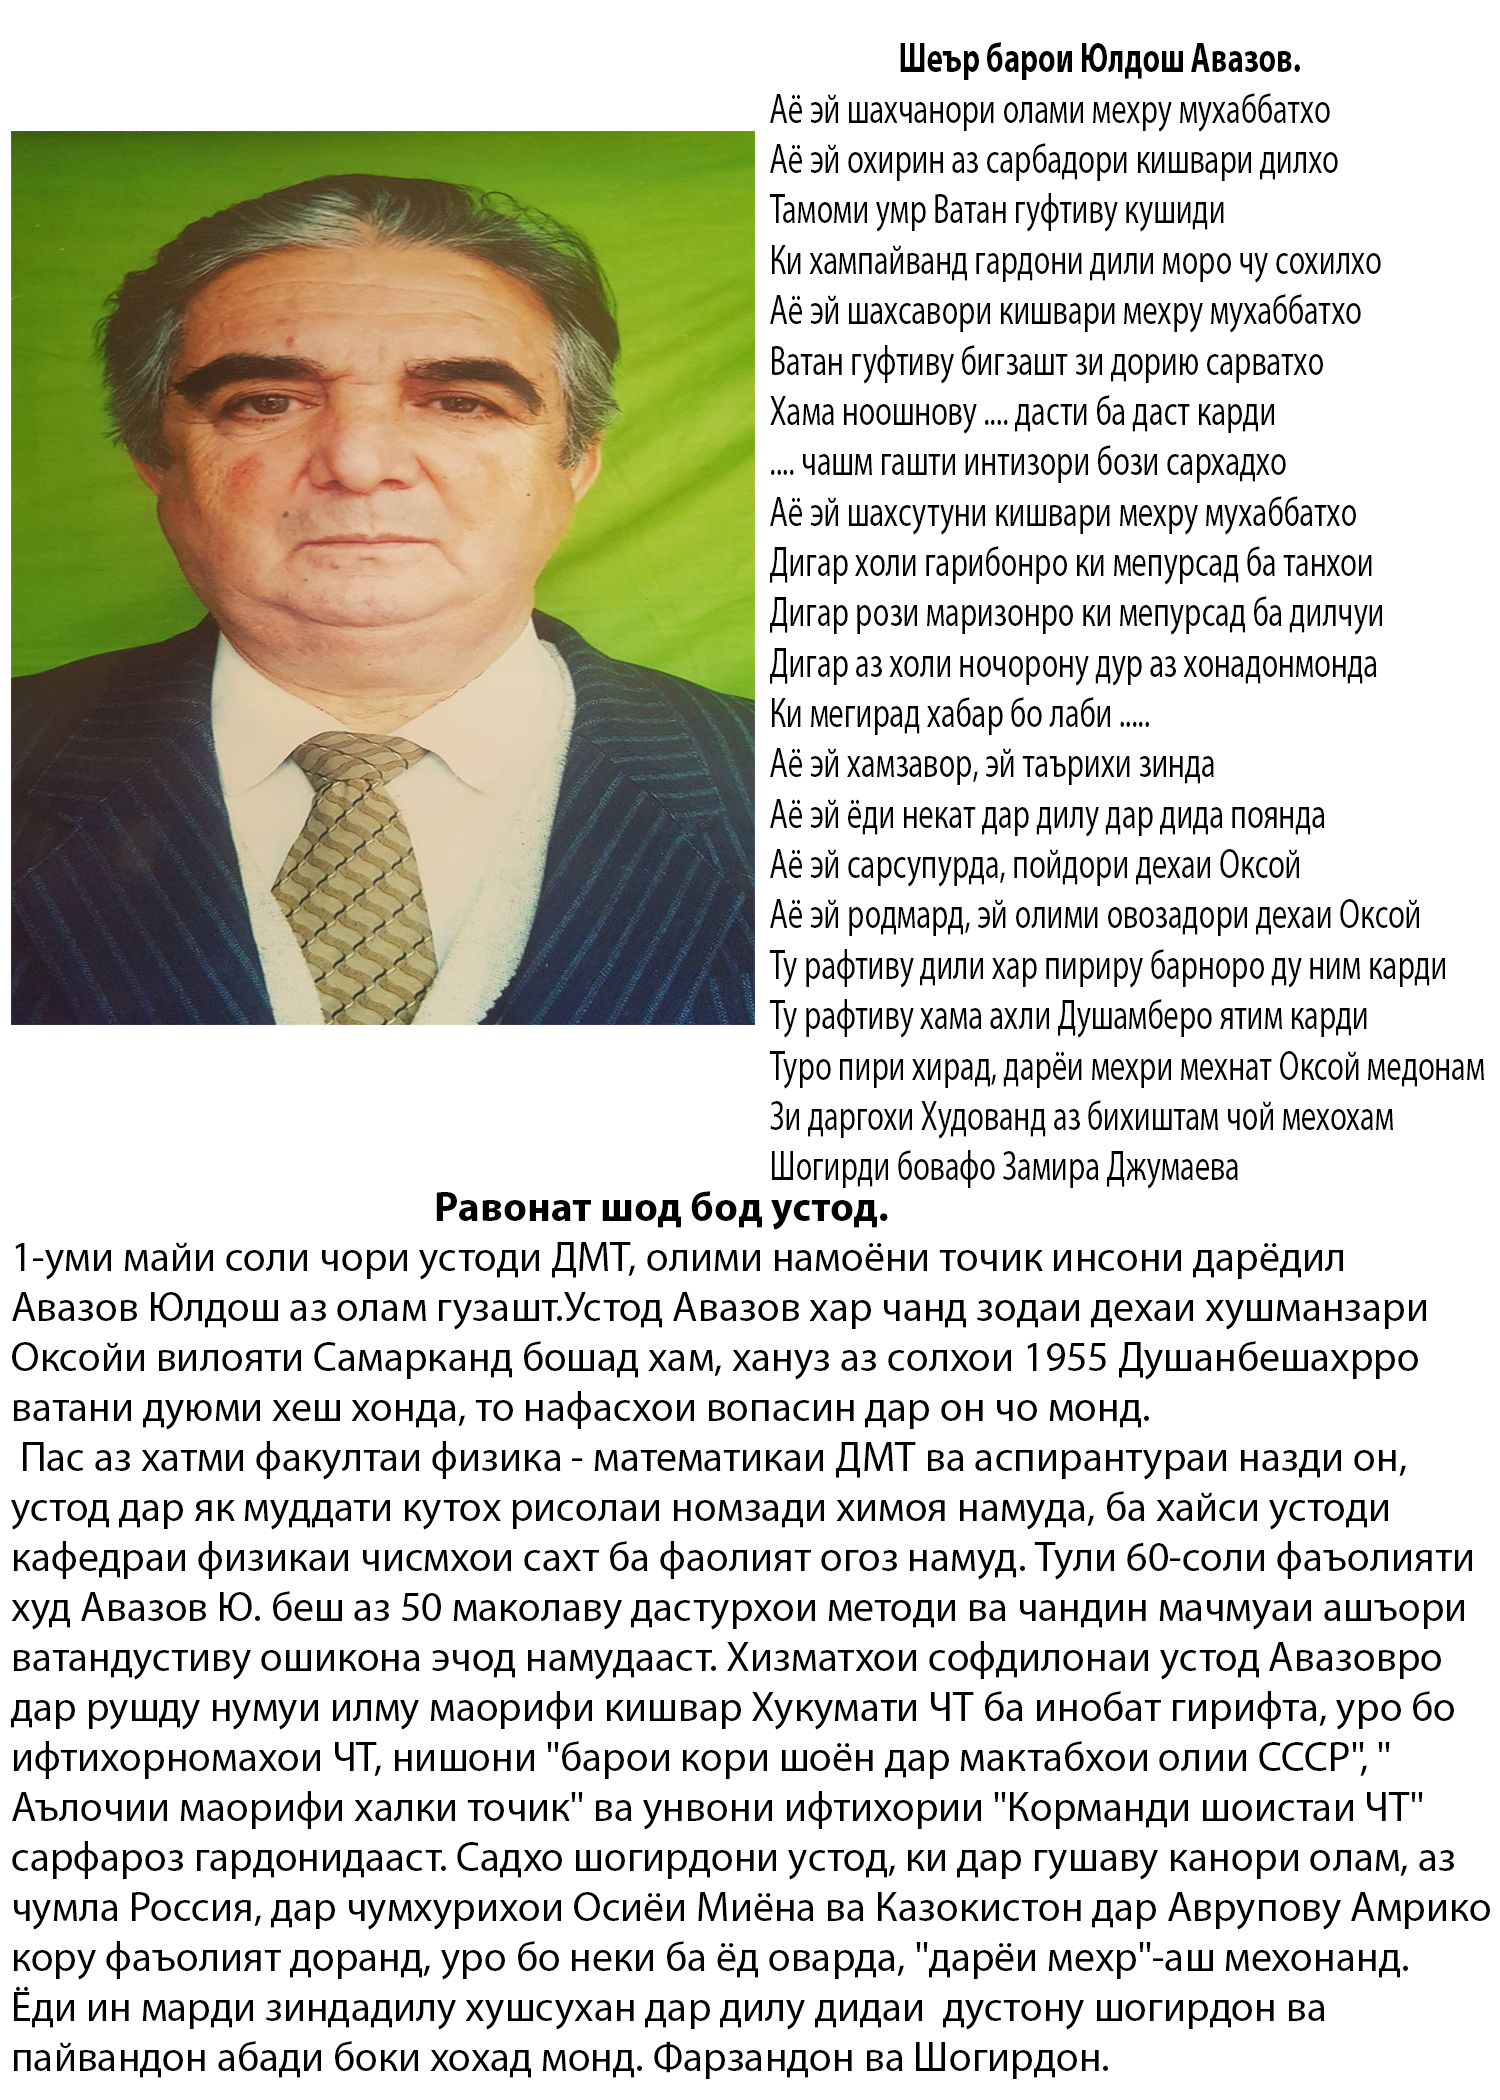 Шеър барои Юлдош Авазов.
Аё эй шахчанори олами мехру мухаббатхо
Аё эй охирин аз сарбадори кишвари дилхо
Тамоми умр Ватан гуфтиву кушиди
Ки хампайванд гардони дили моро чу сохилхо
Аё эй шахсавори кишвари мехру мухаббатхо
Ватан гуфтиву бигзашт зи дорию сарватхо
Хама ноошнову .... дасти ба даст карди
.... чашм гашти интизори бози сархадхо
Аё эй шахсутуни кишвари мехру мухаббатхо
Дигар холи гарибонро ки мепурсад ба танхои
Дигар рози маризонро ки мепурсад ба дилчуи
Дигар аз холи ночорону дур аз хонадонмонда
Ки мегирад хабар бо лаби .....
Аё эй хамзавор, эй таърихи зинда
Аё эй ёди некат дар дилу дар дида поянда
Аё эй сарсупурда, пойдори дехаи Оксой
Аё эй родмард, эй олими овозадори дехаи Оксой
Ту рафтиву дили хар пириру барноро ду ним карди
Ту рафтиву хама ахли Душамберо ятим карди
Туро пири хирад, дарёи мехри мехнат Оксой медонам
Зи даргохи Худованд аз бихиштам чой мехохам
Шогирди бовафо Замира Джумаева
Равонат шод бод устод.
1-уми майи соли чори устоди ДМТ, олими намоёни точик инсони дарёдил
Авазов Юлдош аз олам гузашт.Устод Авазов хар чанд зодаи дехаи хушманзари
Оксойи вилояти Самарканд бошад хам, хануз аз солхои 1955 Душанбешахрро
ватани дуюми хеш хонда, то нафасхои вопасин дар он чо монд.
Пас аз хатми факултаи физика - математикаи ДМТ ва аспирантураи назди он,
устод дар як муддати кутох рисолаи номзади химоя намуда, ба хайси устоди
кафедраи физикаи чисмхои сахт ба фаолият огоз намуд. Тули 60-соли фаъолияти
худ Авазов Ю. беш аз 50 маколаву дастурхои методи ва чандин мачмуаи ашъори
ватандустиву ошикона эчод намудааст. Хизматхои софдилонаи устод Авазовро
дар рушду нумуи илму маорифи кишвар Хукумати ЧТ ба инобат гирифта, уро бо
ифтихорномахои ЧТ, нишони "барои кори шоён дар мактабхои олии СССР", "
Аълочии маорифи халки точик" ва унвони ифтихории "Корманди шоистаи ЧТ"
сарфароз гардонидааст. Садхо шогирдони устод, ки дар гушаву канори олам, аз
чумла Россия, дар чумхурихои Осиёи Миёна ва Казокистон дар Аврупову Амрико
кору фаъолият доранд, уро бо неки ба ёд оварда, "дарёи мехр"-аш мехонанд.
Ёди ин марди зиндадилу хушсухан дар дилу дидаи  дустону шогирдон ва
пайвандон абади боки хохад монд. Фарзандон ва Шогирдон.